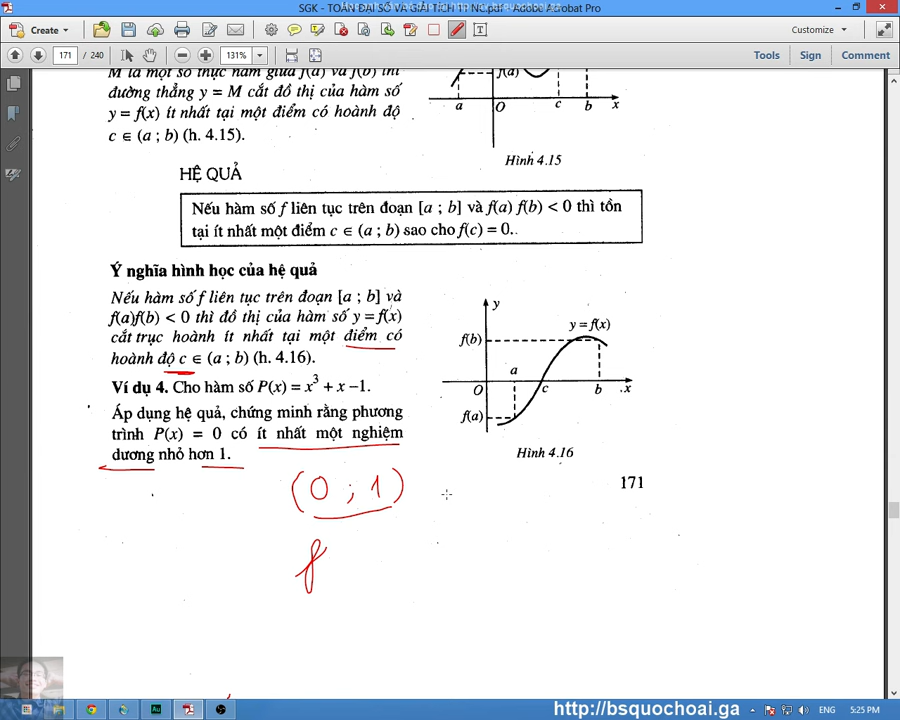 SGK - TOAN ĐẠI SỐ VÀ GIẢI TÍCH 11 NC.pdf - Adobe Acrobat Pro
Create
Customize
171 / 240
131%
Tools
Sign
Comment
M là một số thực nằm giữa f(a) và f(b) thì
đường thẳng y = M cắt đồ thị của hàm số
y = f(x) ít nhất tại một điểm có hoành độ
c ∈ (a ; b) (h. 4.15).
f(a)
a
O
c
b
x
Hình 4.15
HỆ QUẢ
Nếu hàm số f liên tục trên đoạn [a ; b] và f(a) f(b) < 0 thì tồn
tại ít nhất một điểm c ∈ (a ; b) sao cho f(c) = 0..
Ý nghĩa hình học của hệ quả
Nếu hàm số f liên tục trên đoạn [a ; b] và
f(a)f(b) < 0 thì đồ thị của hàm số y = f(x)
cắt trục hoành ít nhất tại một điểm có
hoành độ c ∈ (a ; b) (h. 4.16).
y
y = f(x)
f(b)
a
O
c
b
x
f(a)
Hình 4.16
Ví dụ 4. Cho hàm số P(x) = x³ + x −1.
Áp dụng hệ quả, chứng minh rằng phương
trình P(x) = 0 có ít nhất một nghiệm
dương nhỏ hơn 1.
171
(0 ; 1)
f
http://bsquochoai.ga
ENG
5:25 PM